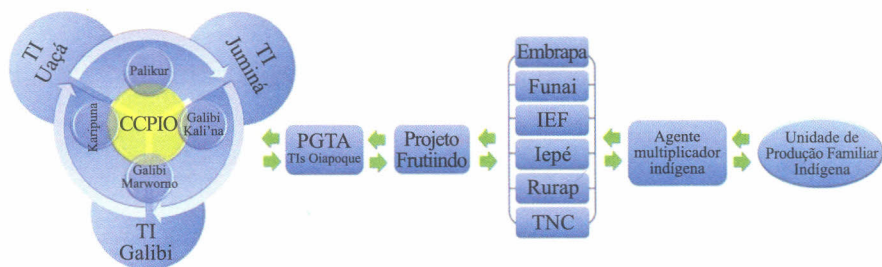 TI
Uaçá
TI
Juminá
Palikur
Karipuna
CCPIO
Galibi
Kali'na
Galibi
Marworno
TI
Galibi
PGTA
TIs Oiapoque
Projeto
Frutiindo
Embrapa
Funai
IEF
Iepé
Rurap
TNC
Agente
multiplicador
indígena
Unidade de
Produção Familiar
Indígena